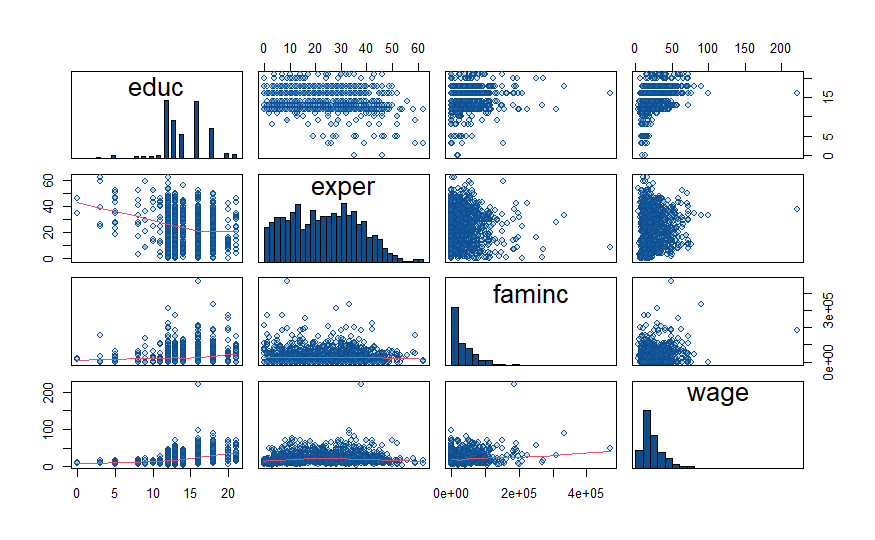 0 10 20 30 40 50 60
0 50 100 150 200
educ
0 5 15
exper
0 20 40 60
faminc
0e+00 3e+05
wage
0 50 100 200
0 5 10 15 20
0e+00 2e+05 4e+05